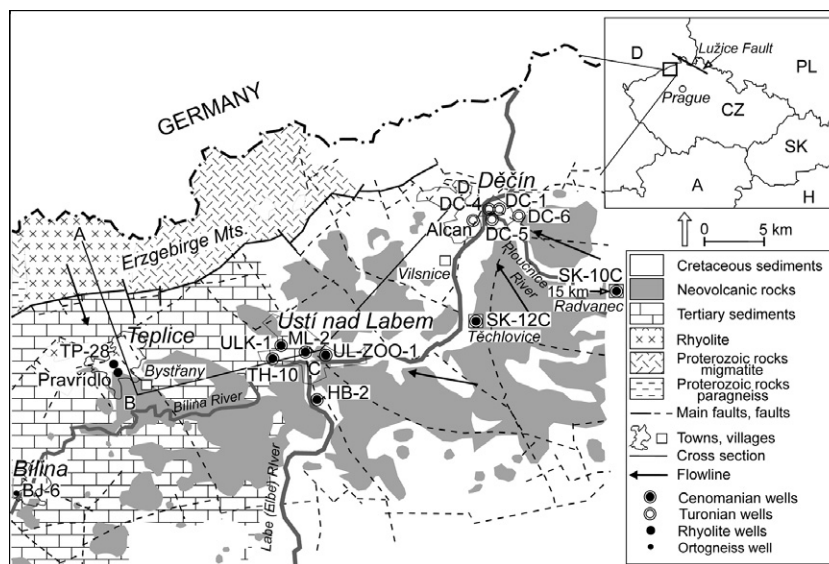 GERMANY
Erzgebirge Mts.
A
Teplice
TP-28
Pravřídlo
Bystřany
B
Bílina River
Bílina
BJ-6
Ústí nad Labem
ULK-1
ML-2
UL-ZOO-1
TH-10
C
HB-2
Labe (Elbe) River
D
Děčín
DC-4
DC-1
DC-6
Alcan
DC-5
Vilsnice
Ploučnice
River
SK-10C
15 km
Radvanec
SK-12C
Těchlovice
D
Lužice Fault
PL
Prague
CZ
SK
A
H
0 5 km
Cretaceous sediments
Neovolcanic rocks
Tertiary sediments
Rhyolite
Proterozoic rocks
migmatite
Proterozoic rocks
paragneiss
Main faults, faults
Towns, villages
Cross section
Flowline
Cenomanian wells
Turonian wells
Rhyolite wells
Ortogneiss well